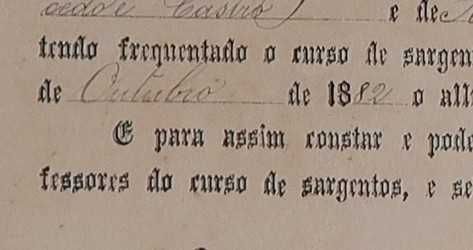 Castro e de
tendo frequentado o curso de sargen
de Outubro de 1882 o all
E para assim constar e pode
fessores do curso de sargentos, e se